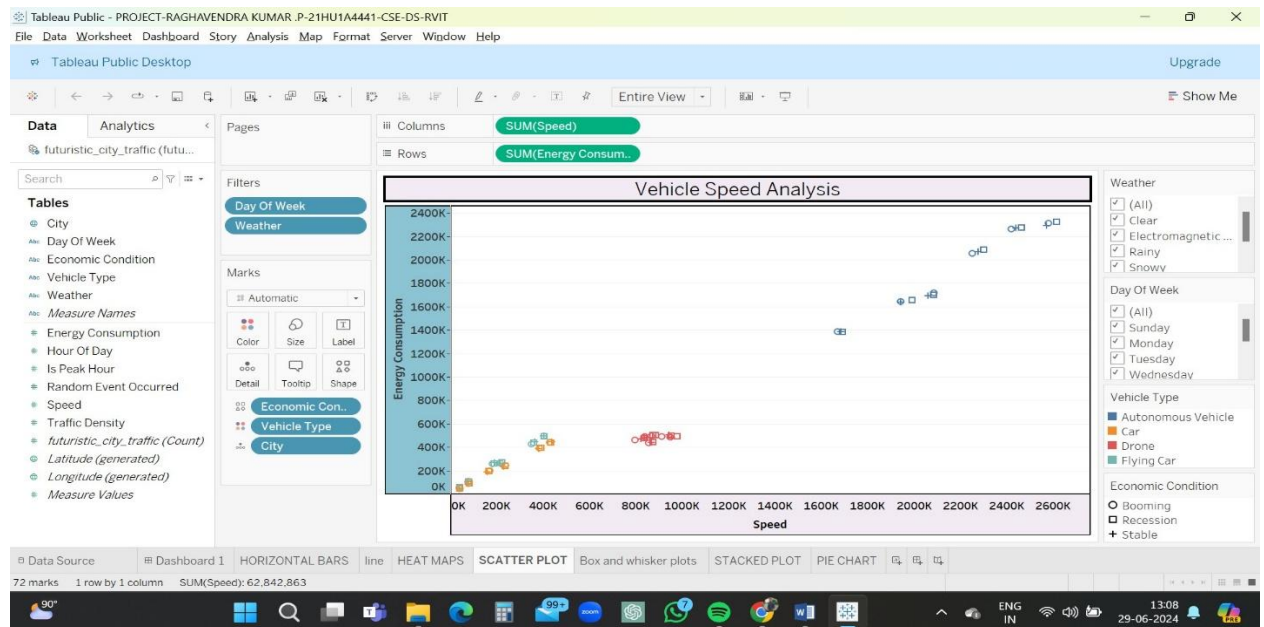 Tableau Public - PROJECT-RAGHAVENDRA KUMAR .P-21HU1A4441-CSE-DS-RVIT
File Data Worksheet Dashboard Story Analysis Map Format Server Window Help
Tableau Public Desktop Upgrade
Entire View Show Me
Data Analytics
futuristic_city_traffic (futu...
Search
Tables
City
Abc Day Of Week
Abc Economic Condition
Abc Vehicle Type
Abc Weather
Abc Measure Names
Energy Consumption
Hour Of Day
Is Peak Hour
Random Event Occurred
Speed
Traffic Density
futuristic_city_traffic (Count)
Latitude (generated)
Longitude (generated)
Measure Values
Pages
Filters
Day Of Week
Weather
Marks
Automatic
Color Size Label
Detail Tooltip Shape
Economic Con..
Vehicle Type
City
Columns SUM(Speed)
Rows SUM(Energy Consum..
Vehicle Speed Analysis
Energy Consumption
2400K
2200K
2000K
1800K
1600K
1400K
1200K
1000K
800K
600K
400K
200K
0K
0K 200K 400K 600K 800K 1000K 1200K 1400K 1600K 1800K 2000K 2200K 2400K 2600K
Speed
Weather
(All)
Clear
Electromagnetic ...
Rainy
Snowy
Day Of Week
(All)
Sunday
Monday
Tuesday
Wednesday
Vehicle Type
Autonomous Vehicle
Car
Drone
Flying Car
Economic Condition
Booming
Recession
Stable
Data Source Dashboard 1 HORIZONTAL BARS line HEAT MAPS SCATTER PLOT Box and whisker plots STACKED PLOT PIE CHART
72 marks 1 row by 1 column SUM(Speed): 62,842,863
90°
99+
zoom
ENG
IN
13:08
29-06-2024
PRE